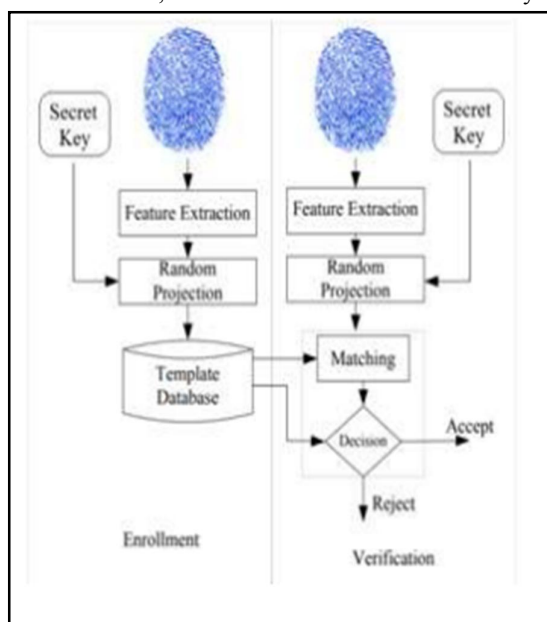 Secret
Key
Feature Extraction
Random
Projection
Template
Database
Enrollment
Secret
Key
Feature Extraction
Random
Projection
Matching
Decision
Accept
Reject
Verification